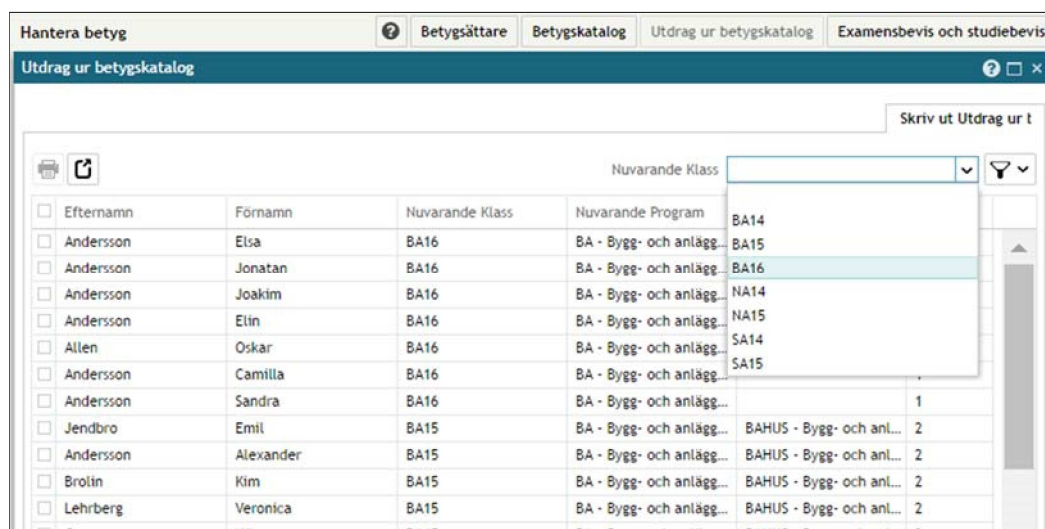 Hantera betyg ? Betygsättare Betygskatalog Utdrag ur betygskatalog Examensbevis och studiebevis
Utdrag ur betygskatalog ?
Skriv ut Utdrag ur t
Nuvarande Klass
Efternamn Förnamn Nuvarande Klass Nuvarande Program
BA14
BA15
BA16
NA14
NA15
SA14
SA15
Andersson Elsa BA16 BA - Bygg- och anlägg...
Andersson Jonatan BA16 BA - Bygg- och anlägg...
Andersson Joakim BA16 BA - Bygg- och anlägg...
Andersson Elin BA16 BA - Bygg- och anlägg...
Allen Oskar BA16 BA - Bygg- och anlägg...
Andersson Camilla BA16 BA - Bygg- och anlägg...
Andersson Sandra BA16 BA - Bygg- och anlägg... 1
Jendbro Emil BA15 BA - Bygg- och anlägg... BAHUS - Bygg- och anl... 2
Andersson Alexander BA15 BA - Bygg- och anlägg... BAHUS - Bygg- och anl... 2
Brolin Kim BA15 BA - Bygg- och anlägg... BAHUS - Bygg- och anl... 2
Lehrberg Veronica BA15 BA - Bygg- och anlägg... BAHUS - Bygg- och anl... 2